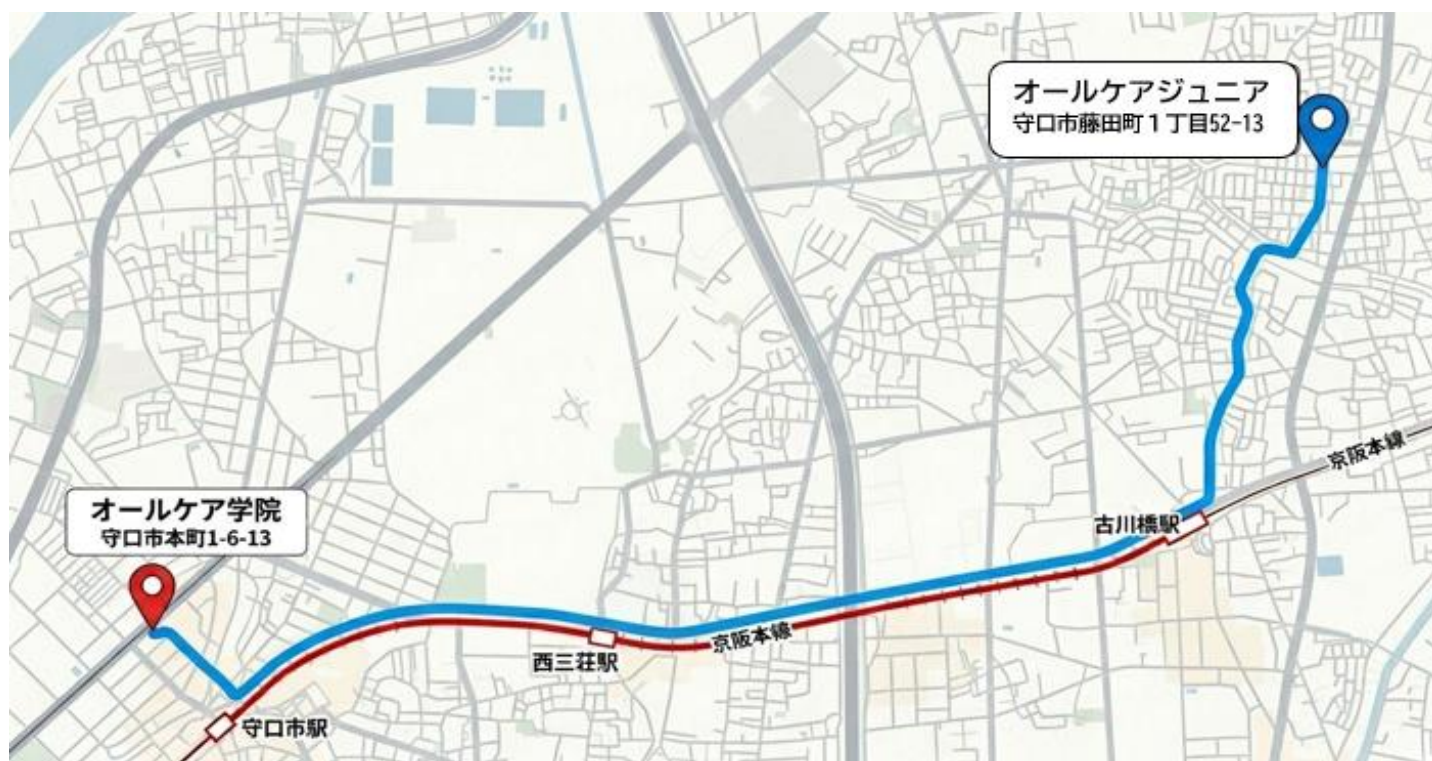 オールケアジュニア
守口市藤田町1丁目52-13
京阪本線
オールケア学院
守口市本町1-6-13
古川橋駅
京阪本線
西三荘駅
守口市駅